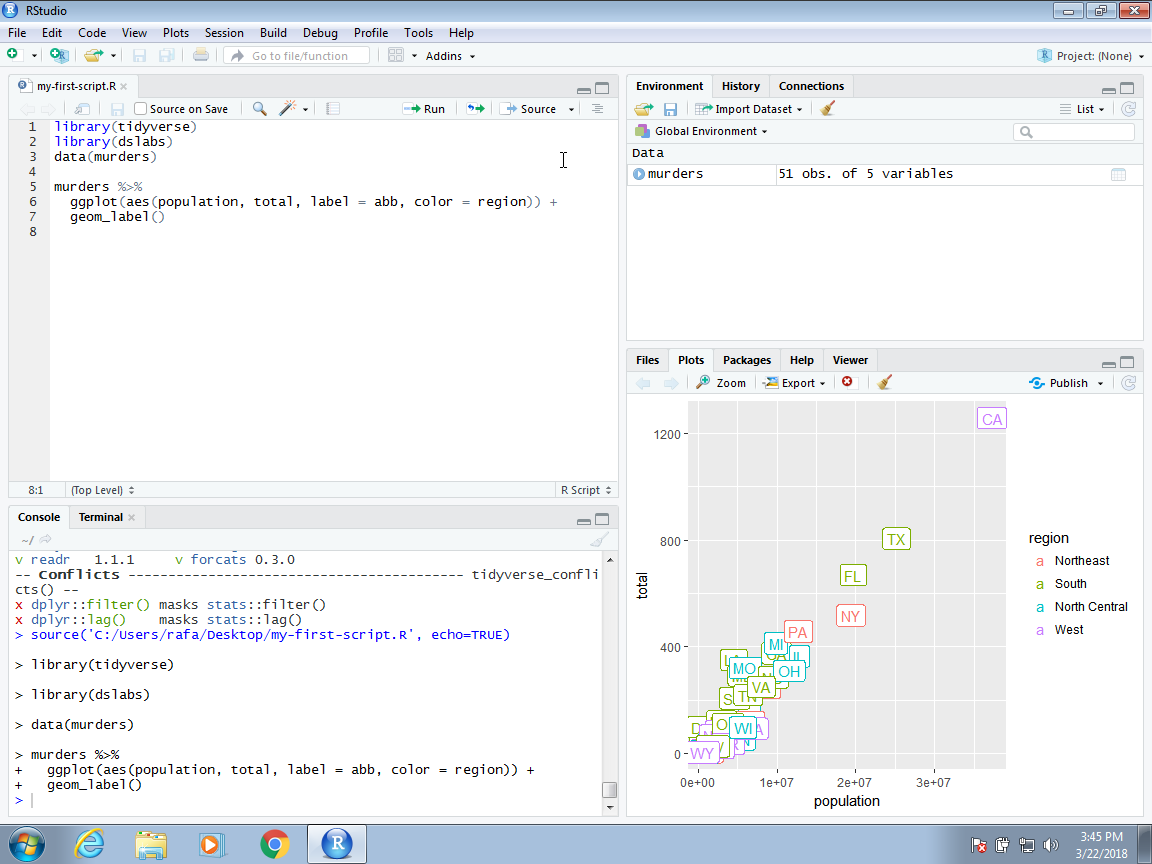 RStudio
File Edit Code View Plots Session Build Debug Profile Tools Help
Go to file/function Addins Project: (None)
my-first-script.R
Source on Save Run Source
1 library(tidyverse)
2 library(dslabs)
3 data(murders)
4
5 murders %>%
6 ggplot(aes(population, total, label = abb, color = region)) +
7 geom_label()
8
8:1 (Top Level) R Script
Console Terminal
~/
v readr 1.1.1 v forcats 0.3.0
-- Conflicts ------------------------------------------ tidyverse_confli
cts() --
x dplyr::filter() masks stats::filter()
x dplyr::lag() masks stats::lag()
> source('C:/Users/rafa/Desktop/my-first-script.R', echo=TRUE)
> library(tidyverse)
> library(dslabs)
> data(murders)
> murders %>%
+ ggplot(aes(population, total, label = abb, color = region)) +
+ geom_label()
>
Environment History Connections
Import Dataset List
Global Environment
Data
murders 51 obs. of 5 variables
Files Plots Packages Help Viewer
Zoom Export Publish
CA
1200
TX
800
FL
NY
PA
MI
400
MO
OH
VA
WI
WY
0
0e+00 1e+07 2e+07 3e+07
population
total
region
a Northeast
a South
a North Central
a West
3:45 PM
3/22/2018